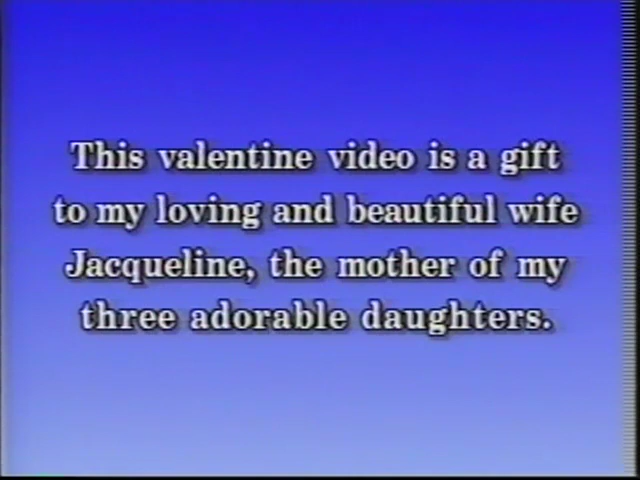 This valentine video is a gift
to my loving and beautiful wife
Jacqueline, the mother of my
three adorable daughters.